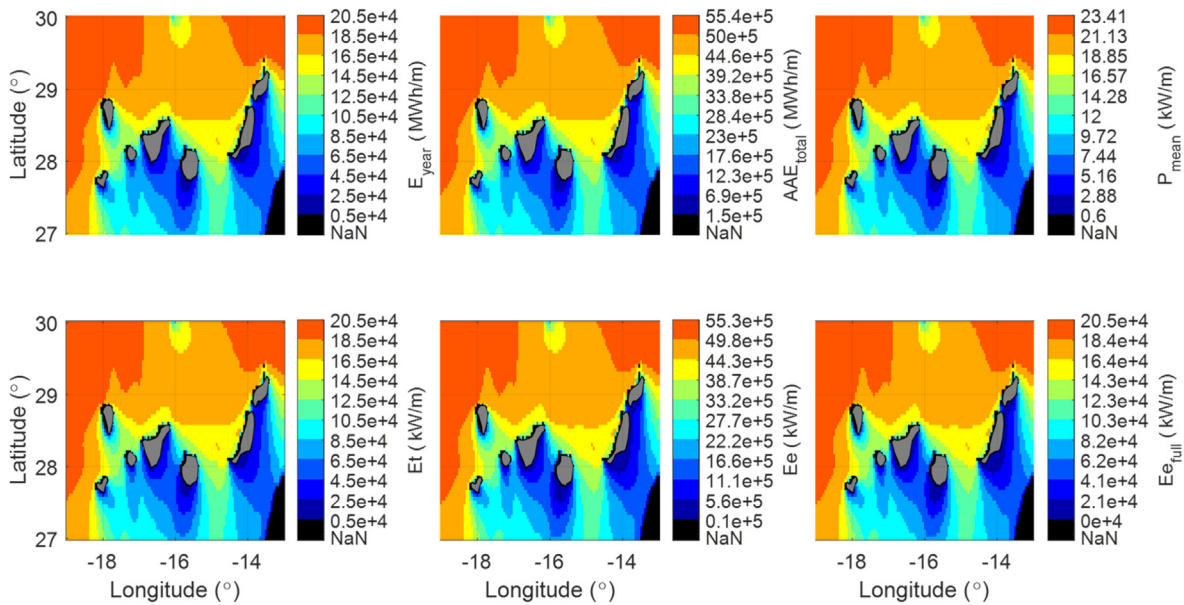 30
29
28
27
Latitude (°)
20.5e+4
18.5e+4
16.5e+4
14.5e+4
12.5e+4
10.5e+4
8.5e+4
6.5e+4
4.5e+4
2.5e+4
0.5e+4
NaN
E_year ( MWh/m)
55.4e+5
50e+5
44.6e+5
39.2e+5
33.8e+5
28.4e+5
23e+5
17.6e+5
12.3e+5
6.9e+5
1.5e+5
NaN
AAE_total ( MWh/m)
23.41
21.13
18.85
16.57
14.28
12
9.72
7.44
5.16
2.88
0.6
NaN
P_mean ( kW/m)
30
29
28
27
Latitude (°)
-18
-16
-14
Longitude (°)
20.5e+4
18.5e+4
16.5e+4
14.5e+4
12.5e+4
10.5e+4
8.5e+4
6.5e+4
4.5e+4
2.5e+4
0.5e+4
NaN
Et ( kW/m)
-18
-16
-14
Longitude (°)
55.3e+5
49.8e+5
44.3e+5
38.7e+5
33.2e+5
27.7e+5
22.2e+5
16.6e+5
11.1e+5
5.6e+5
0.1e+5
NaN
Ee ( kW/m)
-18
-16
-14
Longitude (°)
20.5e+4
18.4e+4
16.4e+4
14.4e+4
12.3e+4
10.3e+4
8.2e+4
6.2e+4
4.1e+4
2.1e+4
0e+4
NaN
Ee_full ( kW/m)